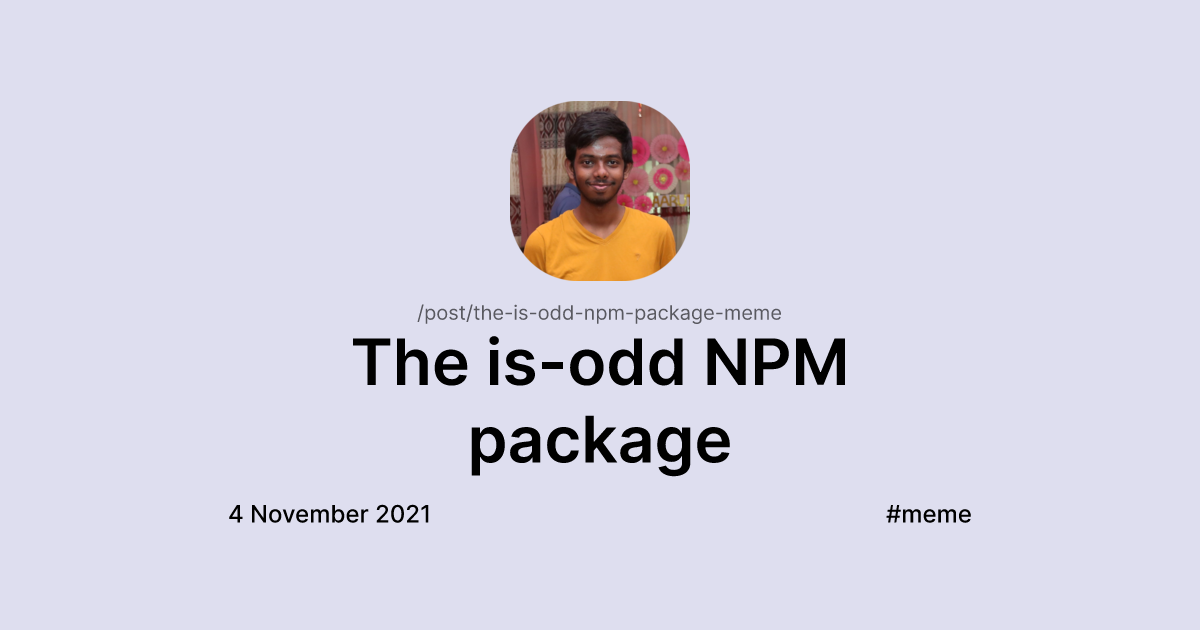 /post/the-is-odd-npm-package-meme
The is-odd NPM
package
4 November 2021
#meme